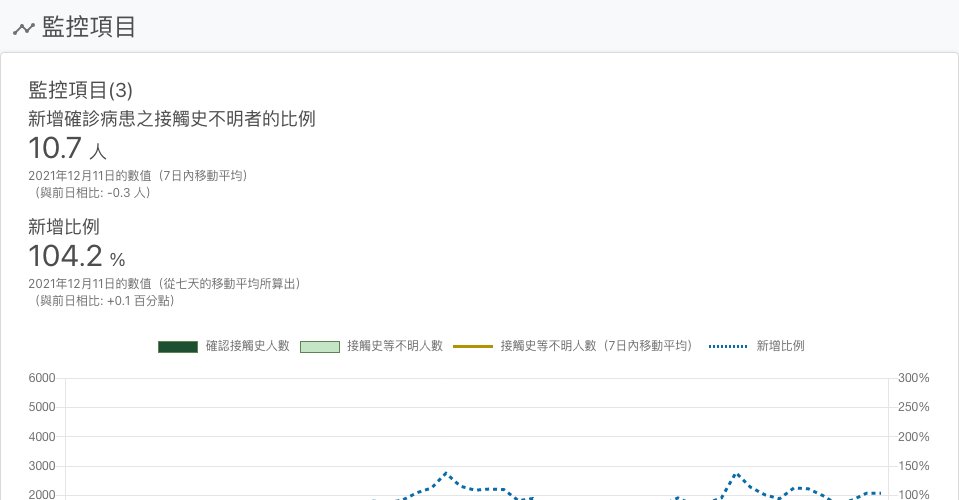 監控項目
監控項目(3)
新增確診病患之接觸史不明者的比例
10.7 人
2021年12月11日的數值（7日內移動平均）
（與前日相比: -0.3 人）
新增比例
104.2 %
2021年12月11日的數值（從七天的移動平均所算出）
（與前日相比: +0.1 百分點）
確認接觸史人數 接觸史等不明人數 接觸史等不明人數（7日內移動平均） 新增比例
6000 300%
5000 250%
4000 200%
3000 150%
2000 100%